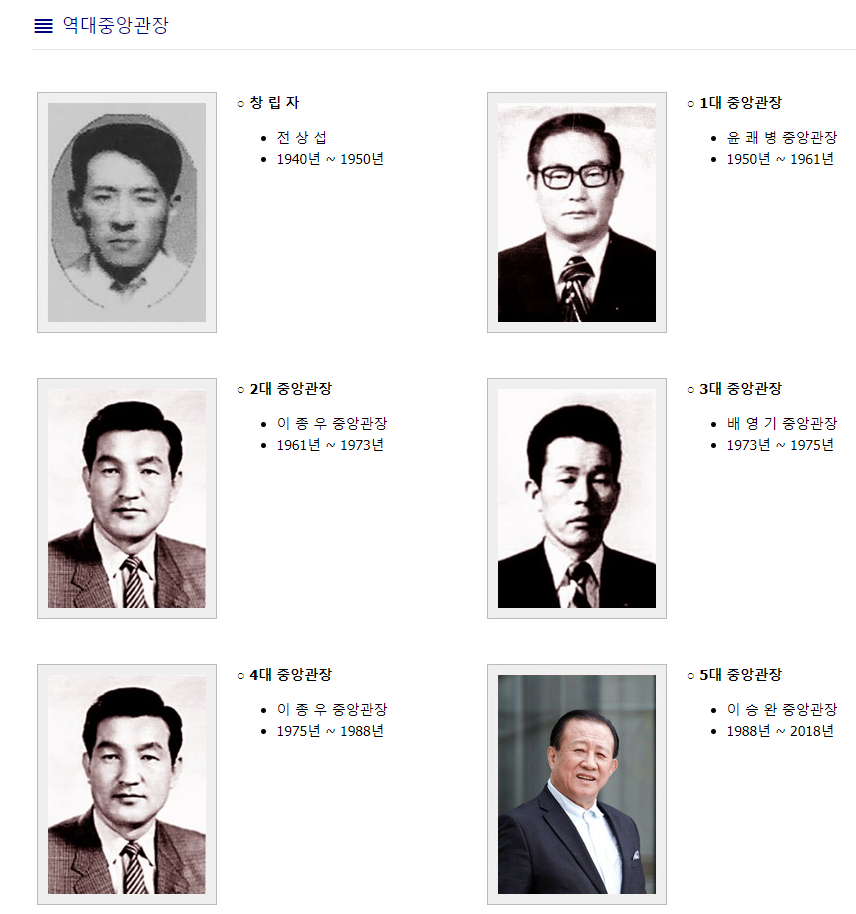 역대중앙관장
○ 창 립 자
• 전 상 섭
• 1940년 ~ 1950년
○ 1대 중앙관장
• 윤 쾌 병 중앙관장
• 1950년 ~ 1961년
○ 2대 중앙관장
• 이 종 우 중앙관장
• 1961년 ~ 1973년
○ 3대 중앙관장
• 배 영 기 중앙관장
• 1973년 ~ 1975년
○ 4대 중앙관장
• 이 종 우 중앙관장
• 1975년 ~ 1988년
○ 5대 중앙관장
• 이 승 완 중앙관장
• 1988년 ~ 2018년